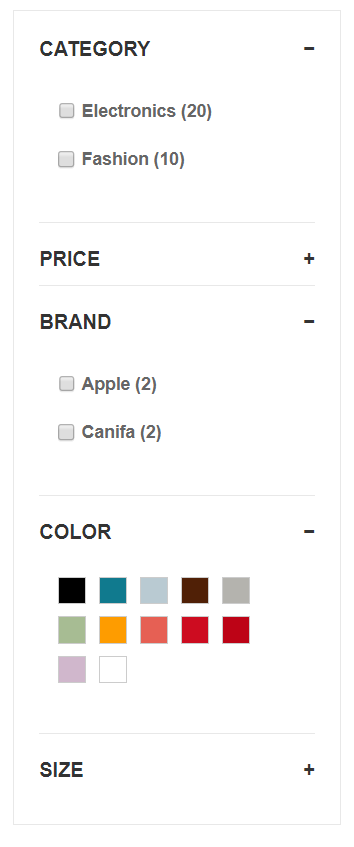 CATEGORY −
Electronics (20)
Fashion (10)
PRICE +
BRAND −
Apple (2)
Canifa (2)
COLOR −
SIZE +